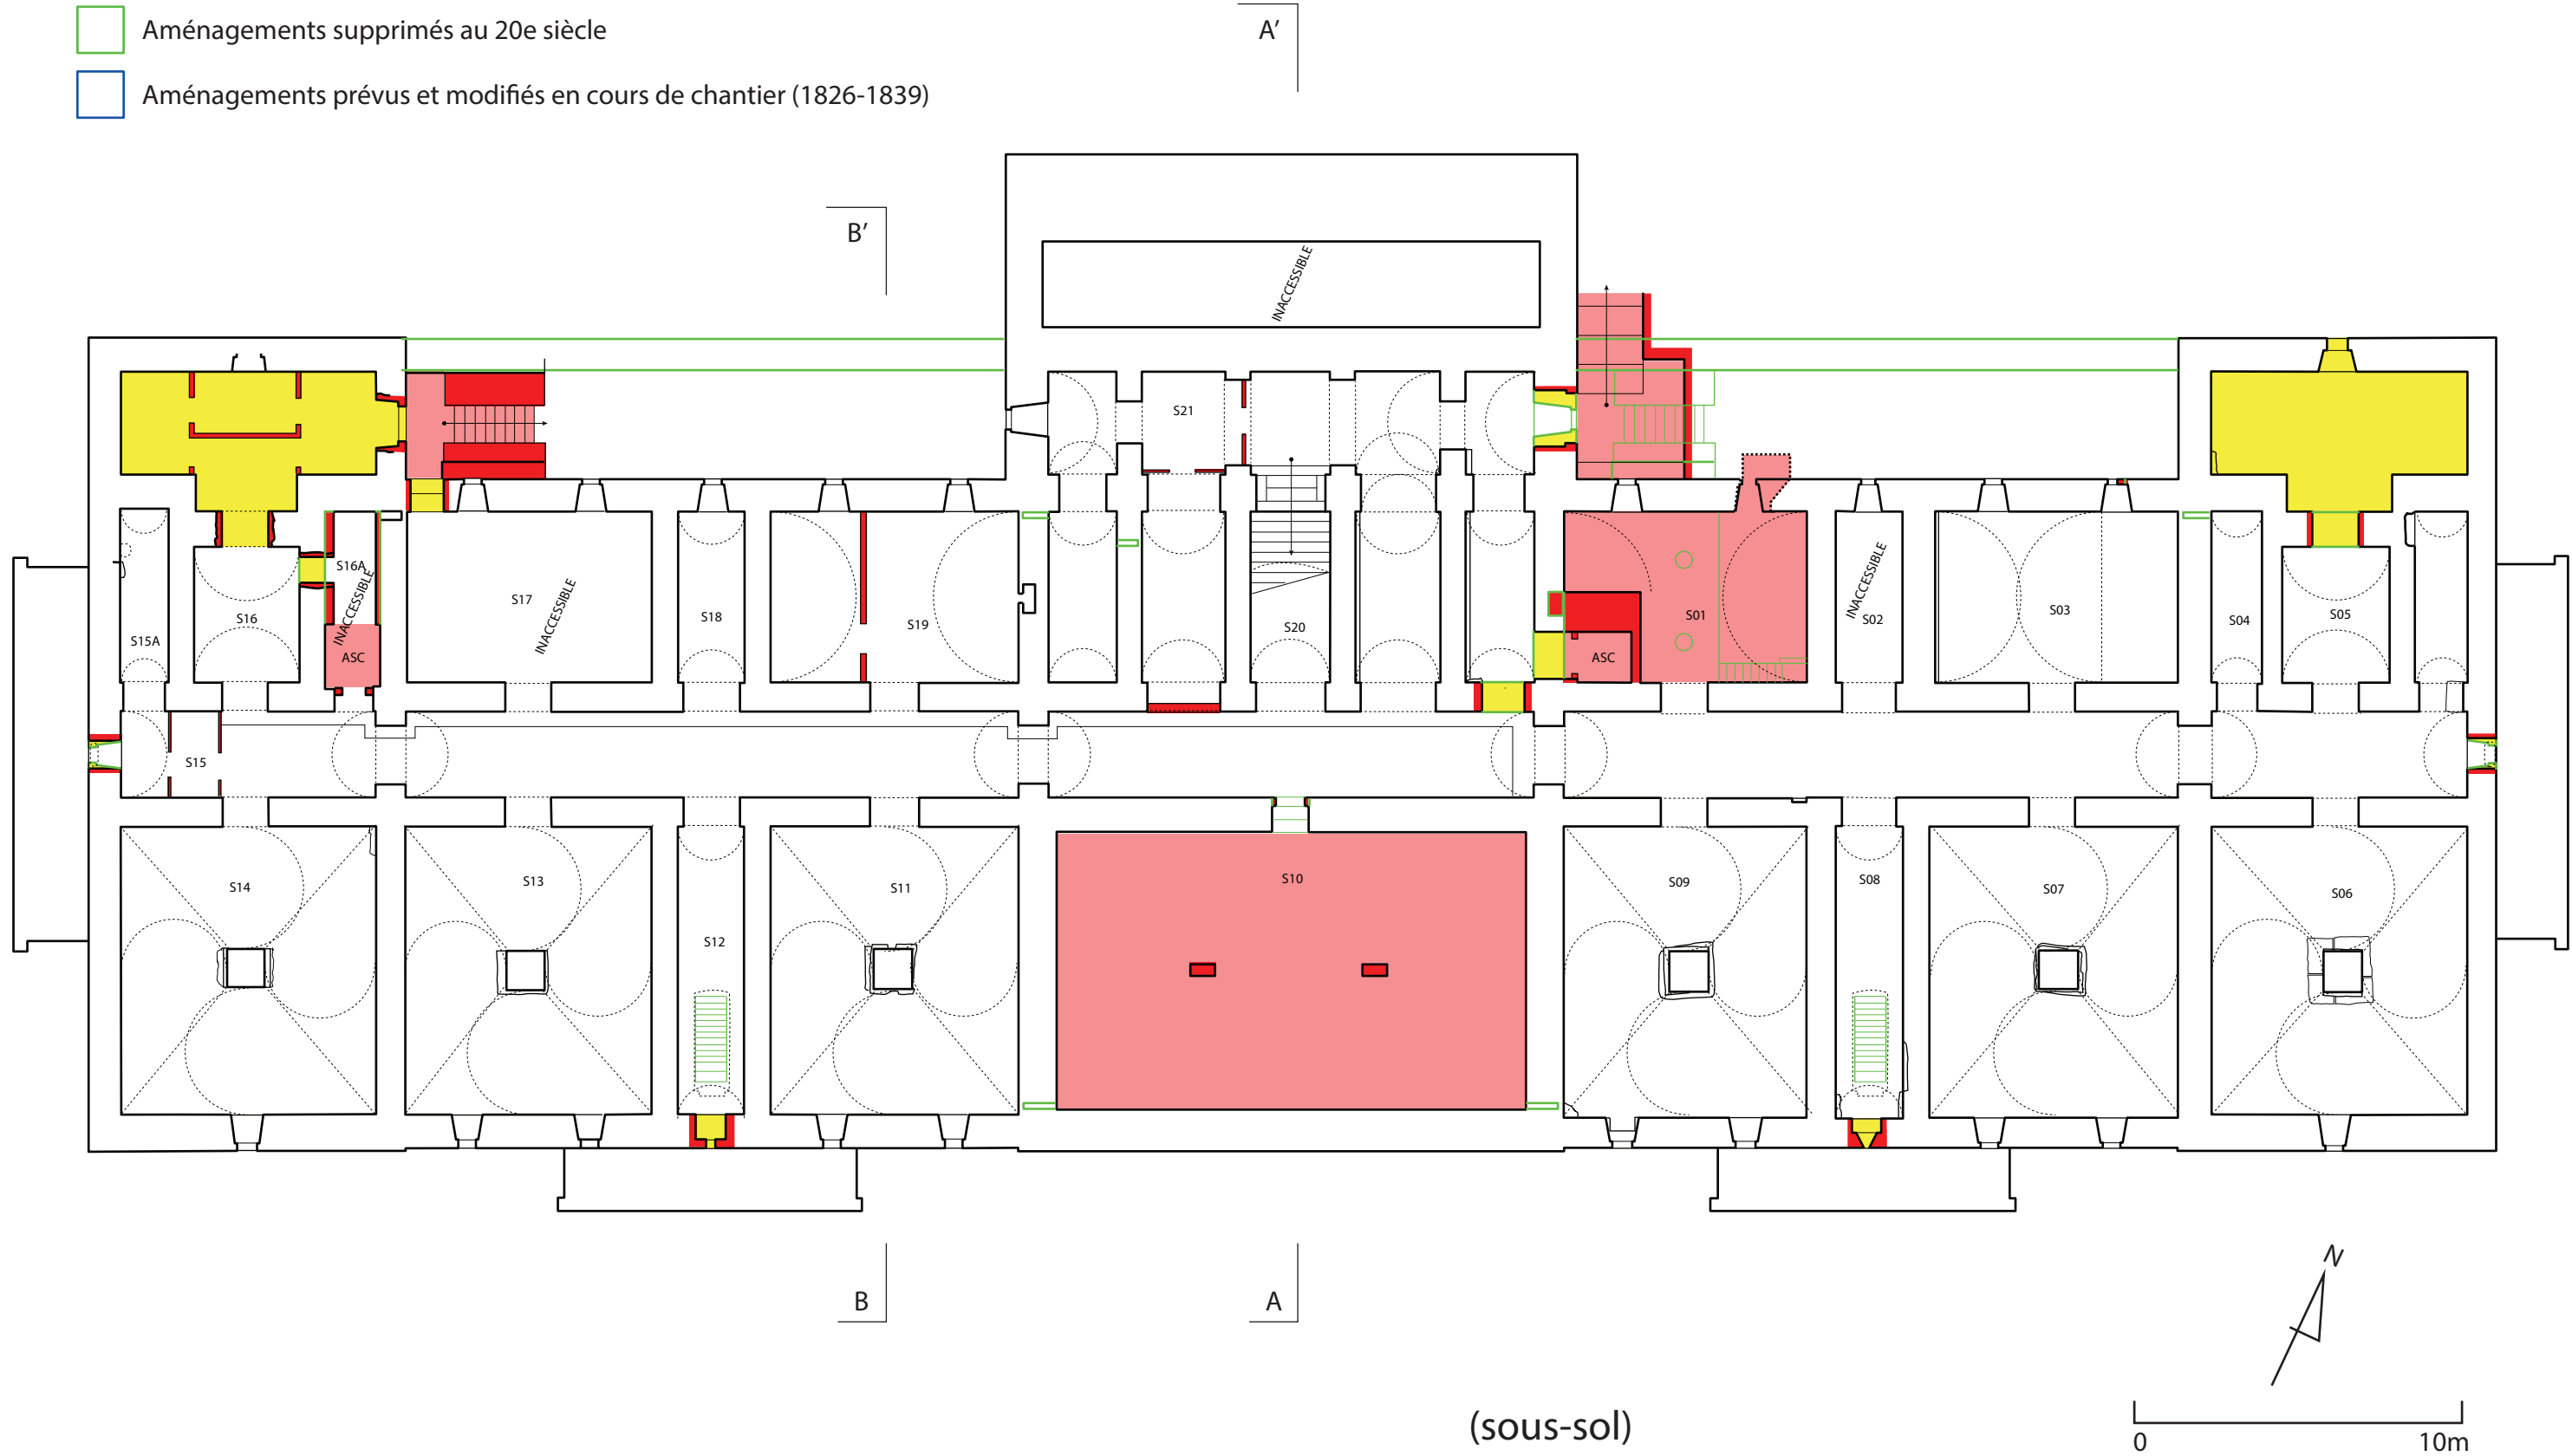 Aménagements supprimés au 20e siècle
A’
Aménagements prévus et modifiés en cours de chantier (1826-1839)
B’
INACCESSIBLE
S21
S16A
INACCESSIBLE
S17
INACCESSIBLE
S18
S19
S20
S01
INACCESSIBLE
S02
S03
S04
S05
S15A
S16
ASC
ASC
S15
S14
S13
S11
S10
S09
S08
S07
S06
S12
B
A
N
(sous-sol)
0
10m